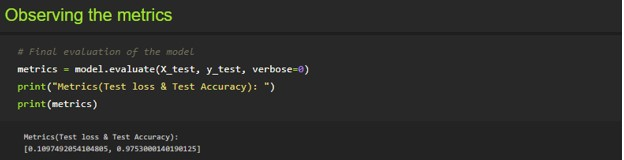 Observing the metrics
# Final evaluation of the model
metrics = model.evaluate(X_test, y_test, verbose=0)
print("Metrics(Test loss & Test Accuracy): ")
print(metrics)
Metrics(Test loss & Test Accuracy):
[0.1097492054104805, 0.9753000140190125]